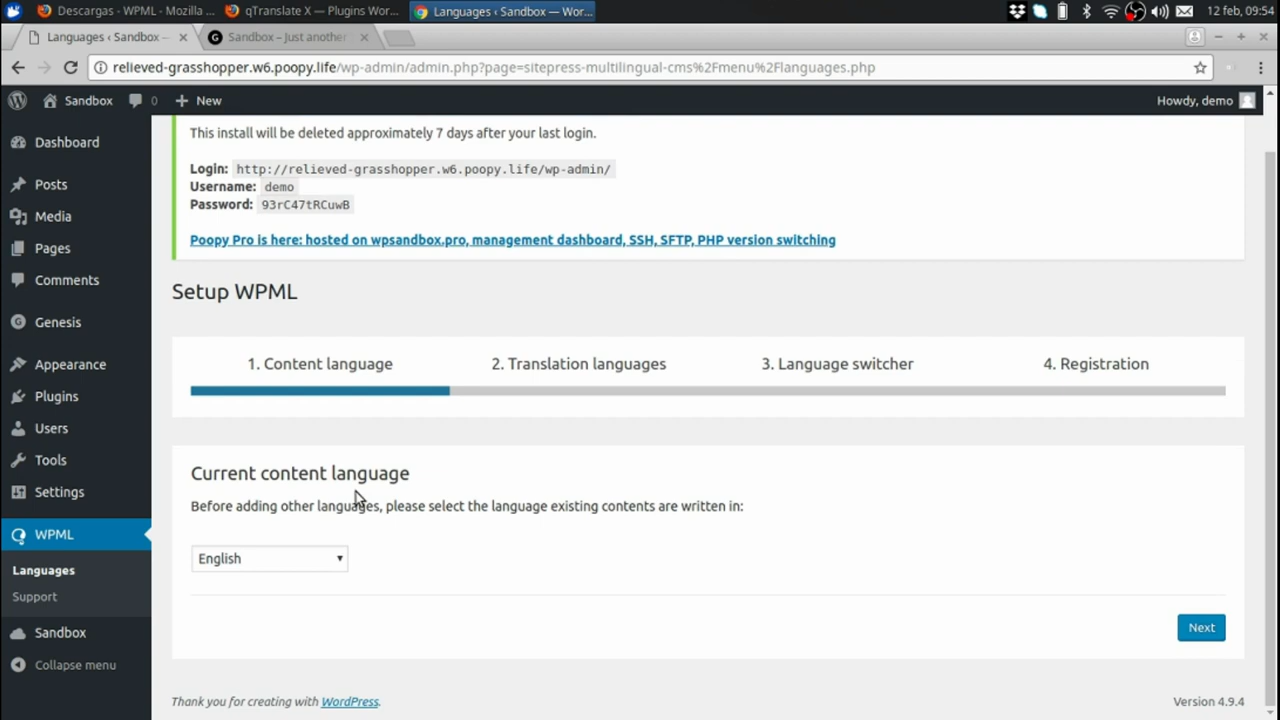 Descargas - WPML - Mozilla ...
qTranslate X — Plugins Wor...
Languages ‹ Sandbox — Wor...
12 feb, 09:54
Languages ‹ Sandbox —
Sandbox – Just another
relieved-grasshopper.w6.poopy.life/wp-admin/admin.php?page=sitepress-multilingual-cms%2Fmenu%2Flanguages.php
Sandbox
0
New
Howdy, demo
Dashboard
Posts
Media
Pages
Comments
Genesis
Appearance
Plugins
Users
Tools
Settings
WPML
Languages
Support
Sandbox
Collapse menu
This install will be deleted approximately 7 days after your last login.
Login: http://relieved-grasshopper.w6.poopy.life/wp-admin/
Username: demo
Password: 93rC47tRCuwB
Poopy Pro is here: hosted on wpsandbox.pro, management dashboard, SSH, SFTP, PHP version switching
Setup WPML
1. Content language
2. Translation languages
3. Language switcher
4. Registration
Current content language
Before adding other languages, please select the language existing contents are written in:
English
Next
Thank you for creating with WordPress.
Version 4.9.4